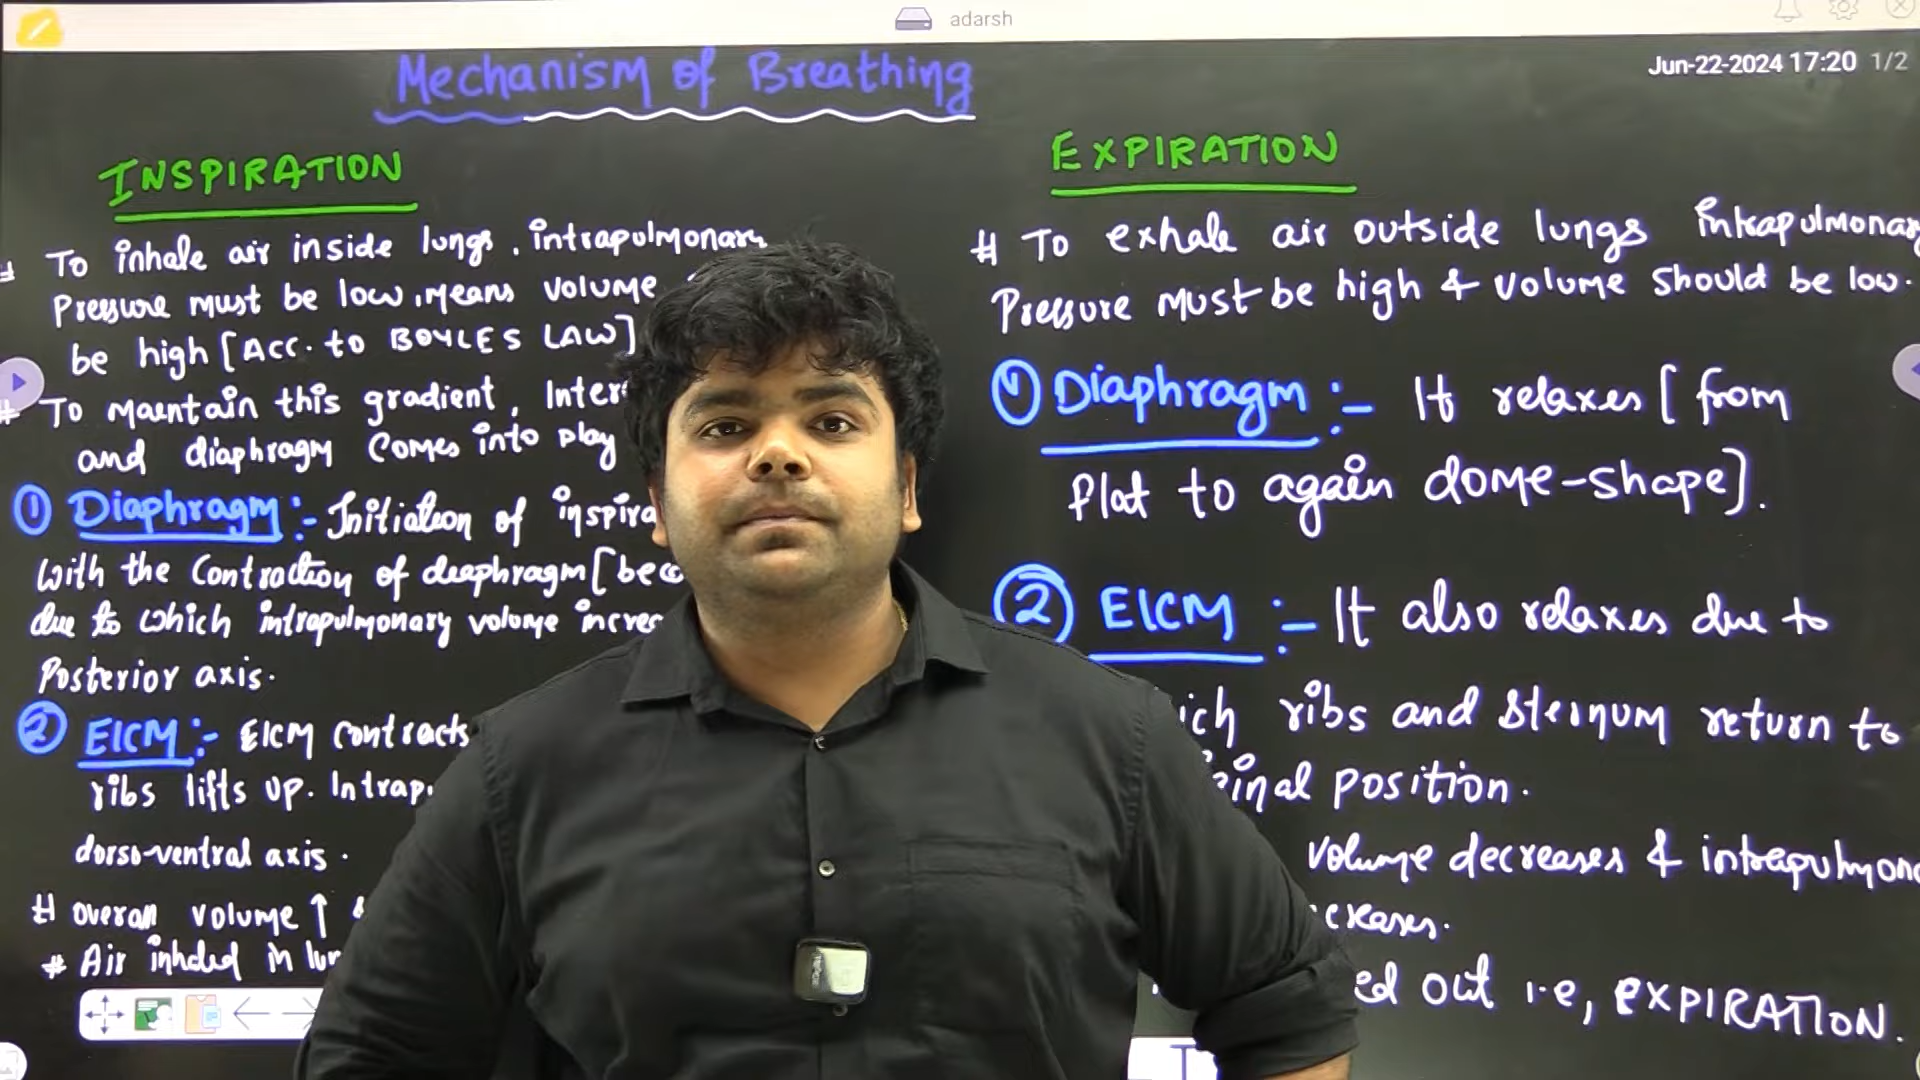 adarsh
Jun-22-2024 17:20 1/2
Mechanism of Breathing
INSPIRATION
# To inhale air inside lungs, intrapulmonary
Pressure must be low, means volume
be high [Acc. to BOYLES LAW]
# To maintain this gradient, Inter
and diaphragm comes into play
① Diaphragm :- Initiation of inspira
with the Contraction of diaphragm [beco
due to which intrapulmonary volume incre
Posterior axis.
② EICM :- EICM contracts
ribs lifts up. Intrap
dorso-ventral axis.
# overall volume ↑ &
# Air inhaled in lun
EXPIRATION
# To exhale air outside lungs intrapulmonary
Pressure must be high & volume should be low.
① Diaphragm :- It relaxes [from
flat to again dome-shape].
② EICM :- It also relaxes due to
ich ribs and sternum return to
ginal position.
volume decreases & intrapulmona
creases.
ed out i.e, EXPIRATION.